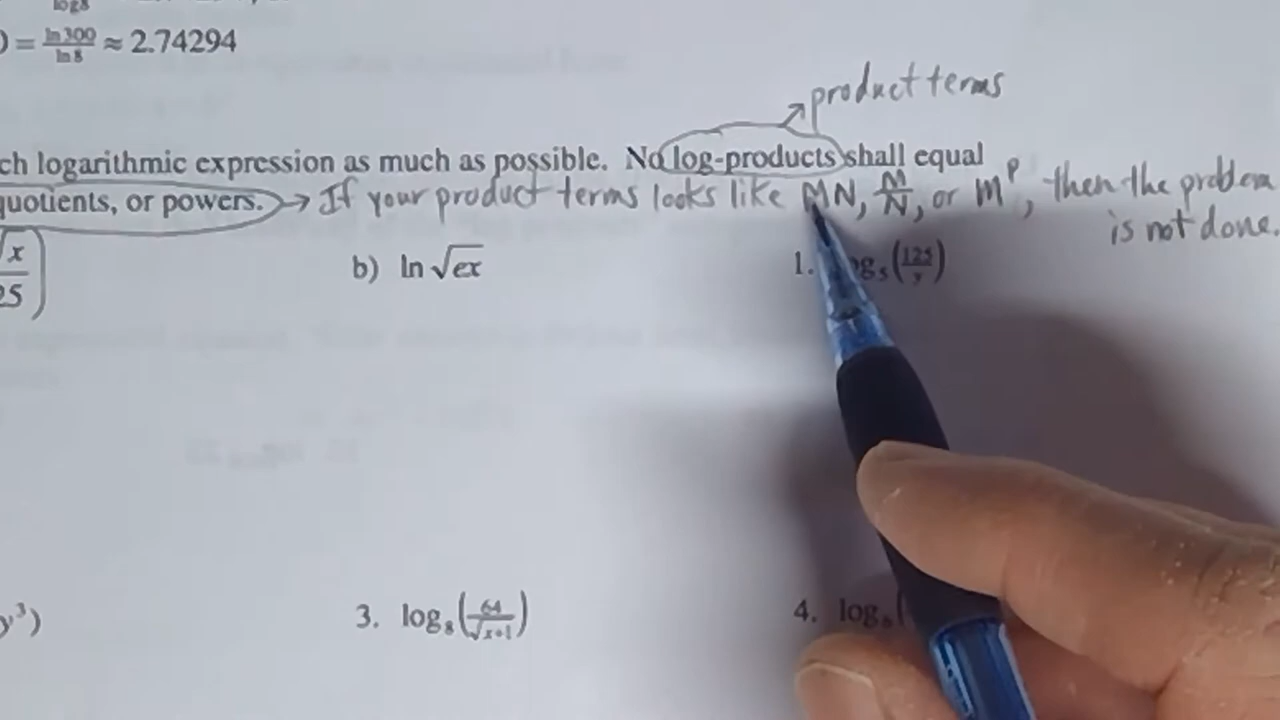 log8
) = ln 300 / ln 8 ≈ 2.74294
product terms
ch logarithmic expression as much as possible. No log-products shall equal
quotients, or powers. → If your product terms looks like MN, M/N, or M^P, then the problem
is not done.
√x / 25)
b) ln √ex
1. log₅(125/y)
y³)
3. log₈(64/√x+1)
4. log₆(